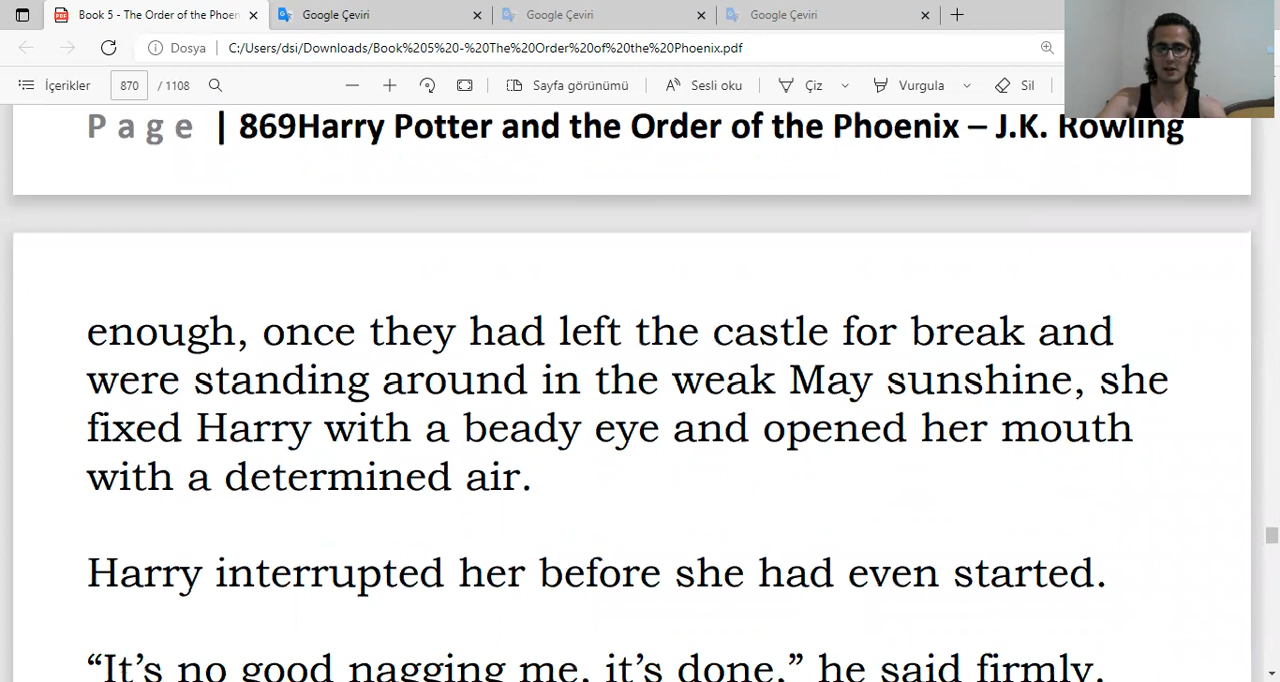 Book 5 - The Order of the Phoen
Google Çeviri
Google Çeviri
Google Çeviri
Dosya
C:/Users/dsi/Downloads/Book%205%20-%20The%20Order%20of%20the%20Phoenix.pdf
İçerikler
870
/ 1108
Sayfa görünümü
Sesli oku
Çiz
Vurgula
Sil
Page | 869Harry Potter and the Order of the Phoenix – J.K. Rowling
enough, once they had left the castle for break and
were standing around in the weak May sunshine, she
fixed Harry with a beady eye and opened her mouth
with a determined air.
Harry interrupted her before she had even started.
“It’s no good nagging me, it’s done,” he said firmly.